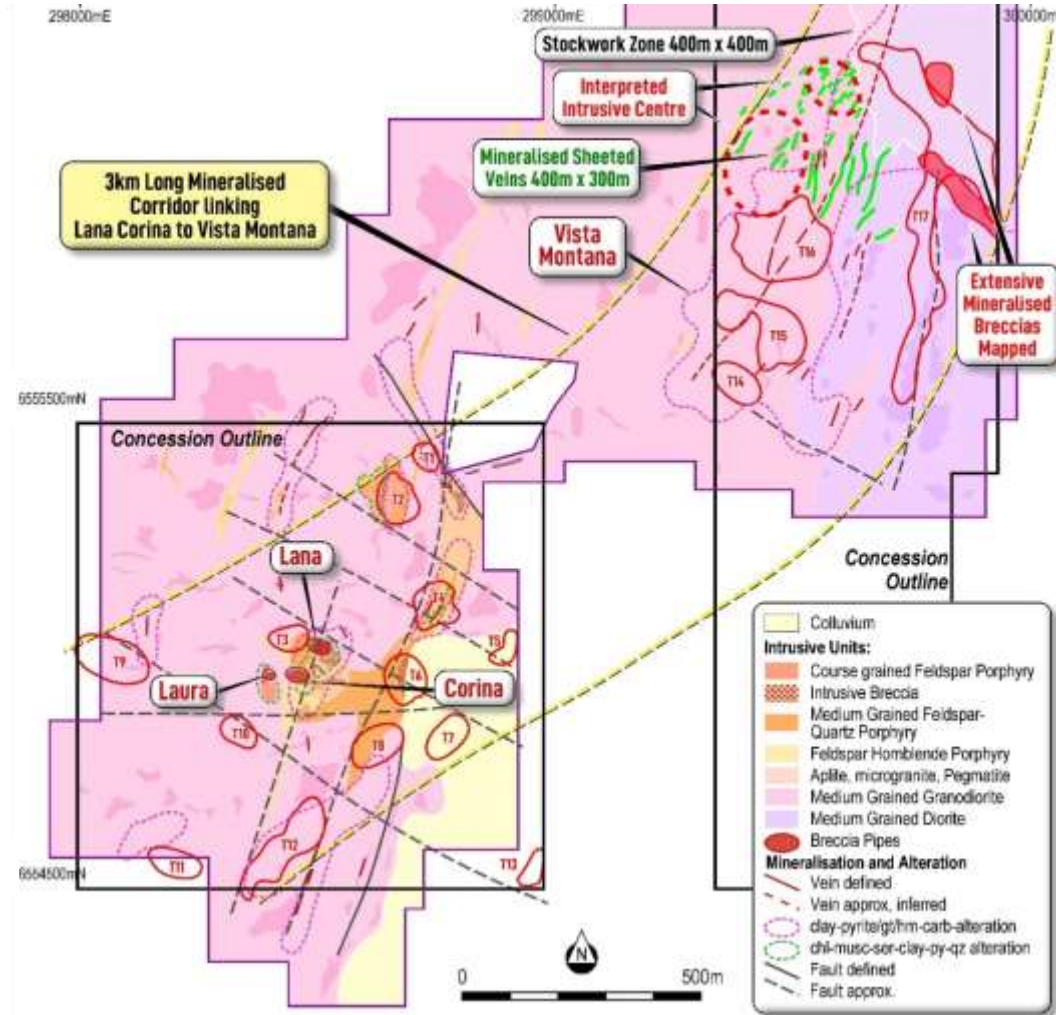 298000mE
299000mE
300000mE
Stockwork Zone 400m x 400m
Interpreted
Intrusive Centre
Mineralised Sheeted
Veins 400m x 300m
3km Long Mineralised
Corridor linking
Lana Corina to Vista Montana
Vista
Montana
T16
T17
Extensive
Mineralised
Breccias
Mapped
T15
T14
6555500mN
Concession Outline
T1
T2
Lana
Concession
Outline
T4
T3
T5
T9
Laura
T6
Corina
T10
T8
T7
T12
T11
T13
6554500mN
0
N
500m
Colluvium
Intrusive Units:
Course grained Feldspar Porphyry
Intrusive Breccia
Medium Grained Feldspar-
Quartz Porphyry
Feldspar Hornblende Porphyry
Aplite, microgranite, Pegmatite
Medium Grained Granodiorite
Medium Grained Diorite
Breccia Pipes
Mineralisation and Alteration
Vein defined
Vein approx, inferred
clay-pyrite/gt/hm-carb-alteration
chl-musc-ser-clay-py-qz alteration
Fault defined
Fault approx.